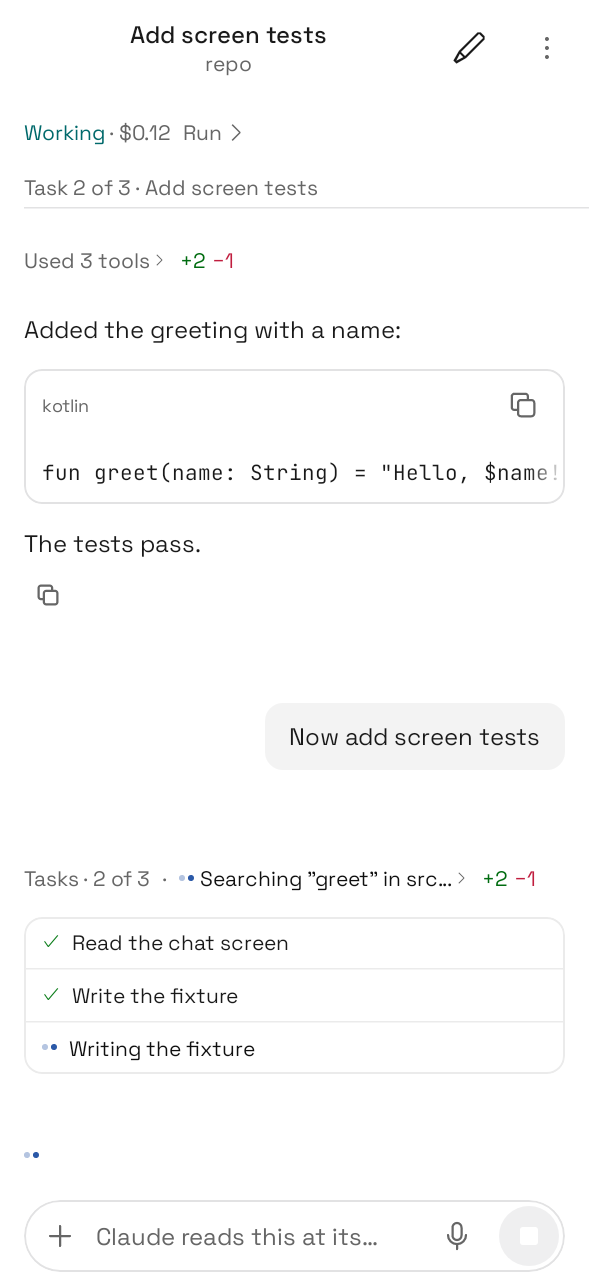 Add screen tests
repo
Working · $0.12 Run >
Task 2 of 3 · Add screen tests
Used 3 tools > +2 −1
Added the greeting with a name:
kotlin
fun greet(name: String) = "Hello, $name!
The tests pass.
Now add screen tests
Tasks · 2 of 3 · Searching ”greet” in src... > +2 −1
Read the chat screen
Write the fixture
Writing the fixture
Claude reads this at its...